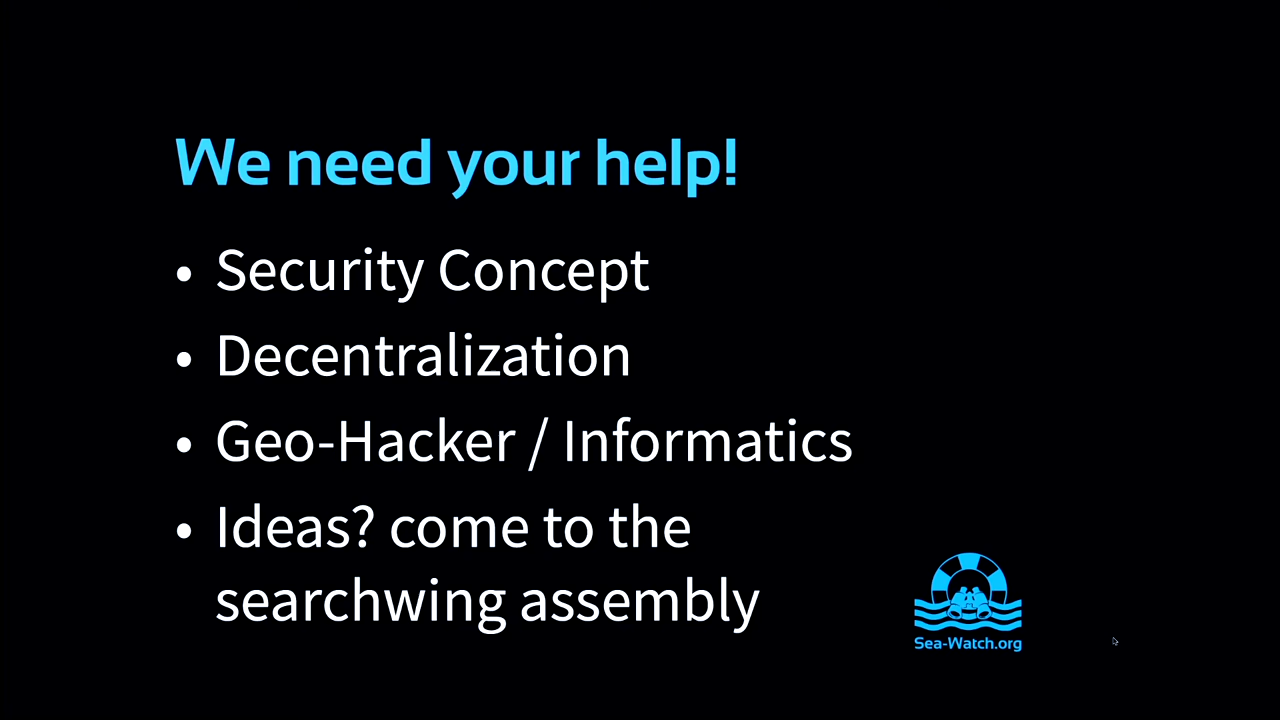 We need your help!
• Security Concept
• Decentralization
• Geo-Hacker / Informatics
• Ideas? come to the
searchwing assembly
Sea-Watch.org